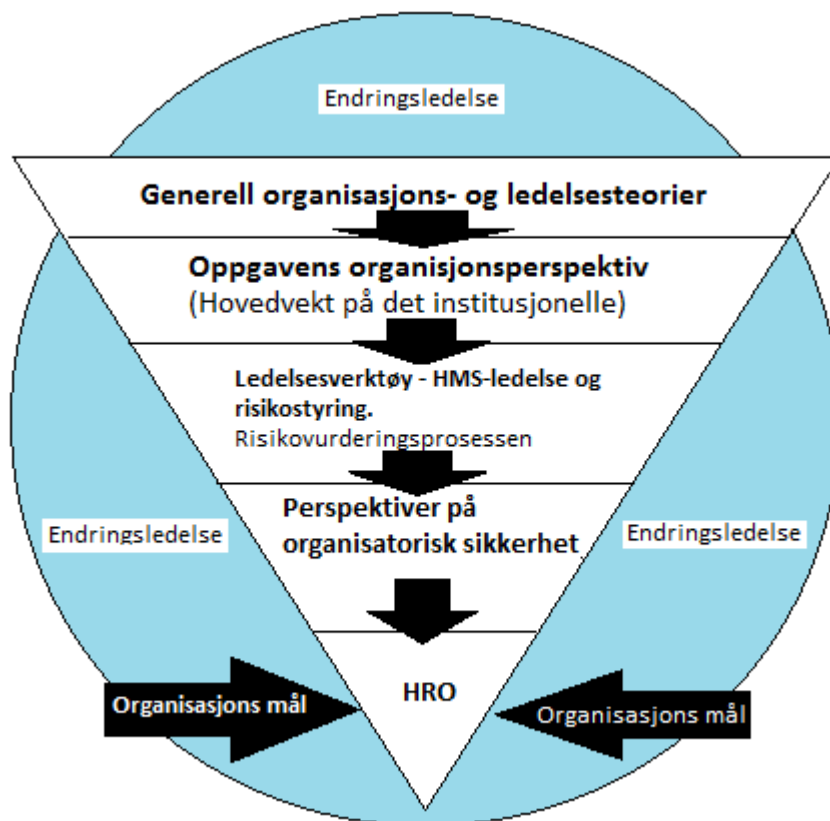 Endringsledelse
Generell organisasjons- og ledelsesteorier
Oppgavens organisjonsperspektiv
(Hovedvekt på det institusjonelle)
Ledelsesverktøy - HMS-ledelse og
risikostyring.
Risikovurderingsprosessen
Perspektiver på
organisatorisk sikkerhet
Endringsledelse
Endringsledelse
HRO
Organisasjons mål
Organisasjons mål